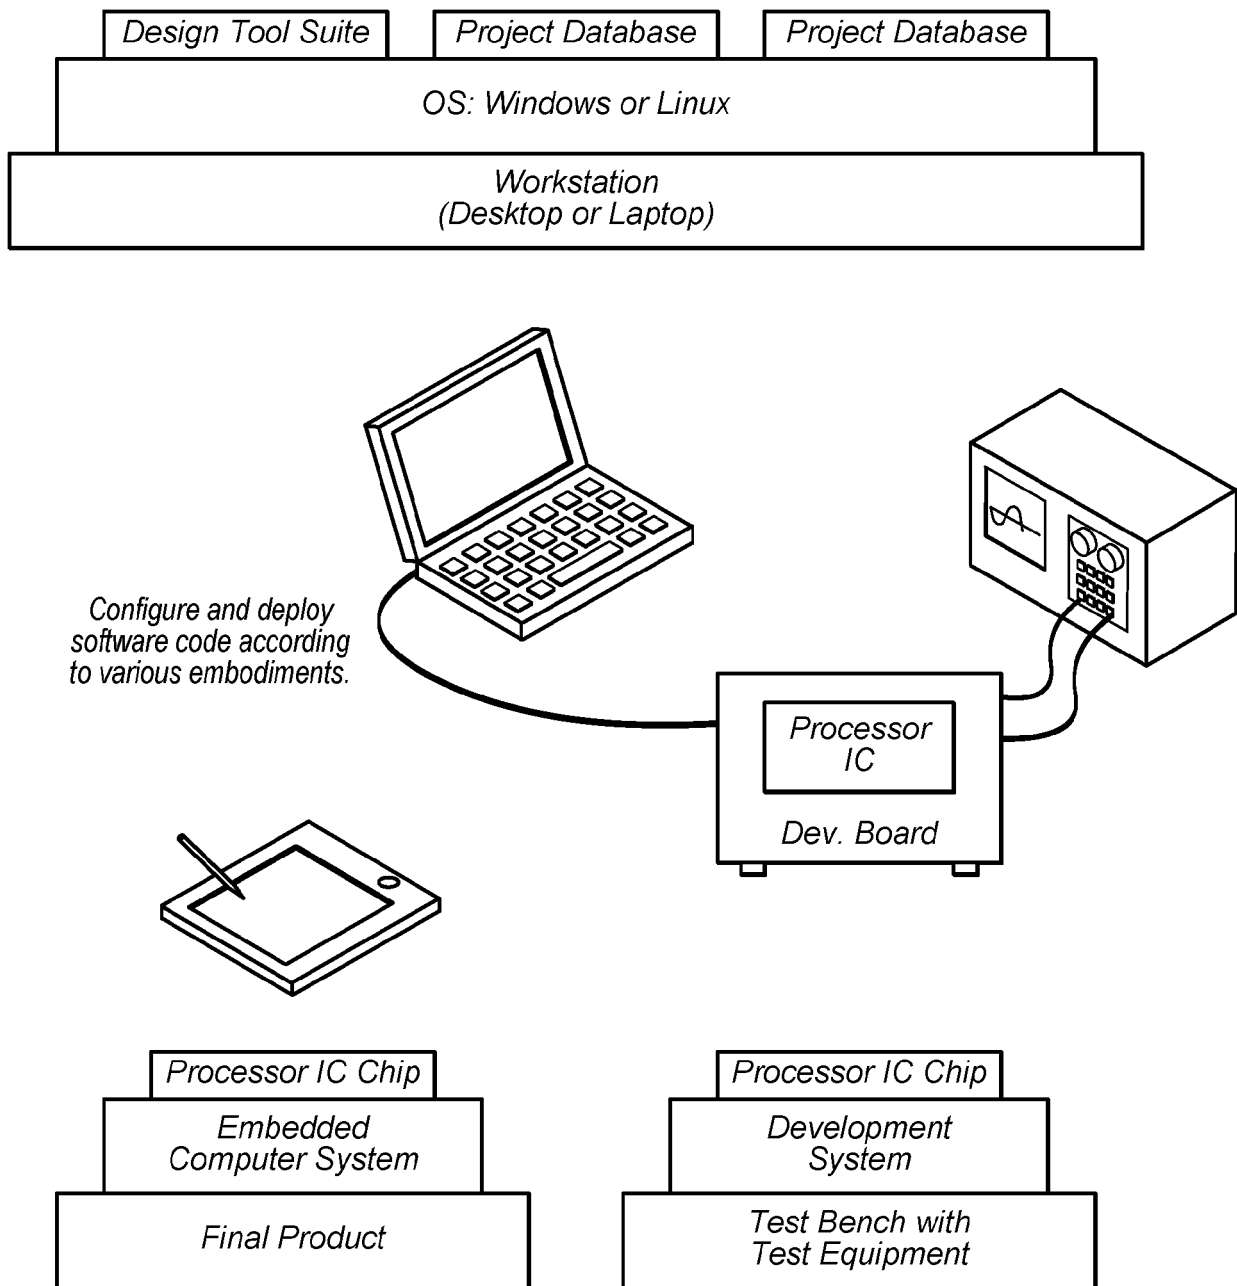 Design Tool Suite
Project Database
Project Database
OS: Windows or Linux
Workstation
(Desktop or Laptop)
Configure and deploy
software code according
to various embodiments.
Processor
IC
Dev. Board
Processor IC Chip
Embedded
Computer System
Final Product
Processor IC Chip
Development
System
Test Bench with
Test Equipment